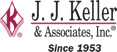 J. J. Keller
& Associates, Inc.®
Since 1953